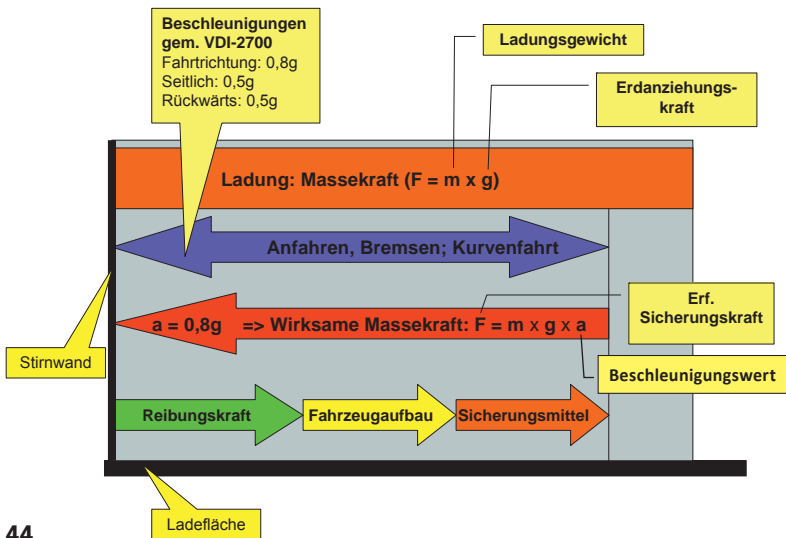 Beschleunigungen
gem. VDI-2700
Fahrtrichtung: 0,8g
Seitlich: 0,5g
Rückwärts: 0,5g
Ladungsgewicht
Erdanziehungs-
kraft
Ladung: Massekraft (F = m x g)
Anfahren, Bremsen; Kurvenfahrt
a = 0,8g => Wirksame Massekraft: F = m x g x a
Erf.
Sicherungskraft
Stirnwand
Beschleunigungswert
Reibungskraft
Fahrzeugaufbau
Sicherungsmittel
Ladefläche
44